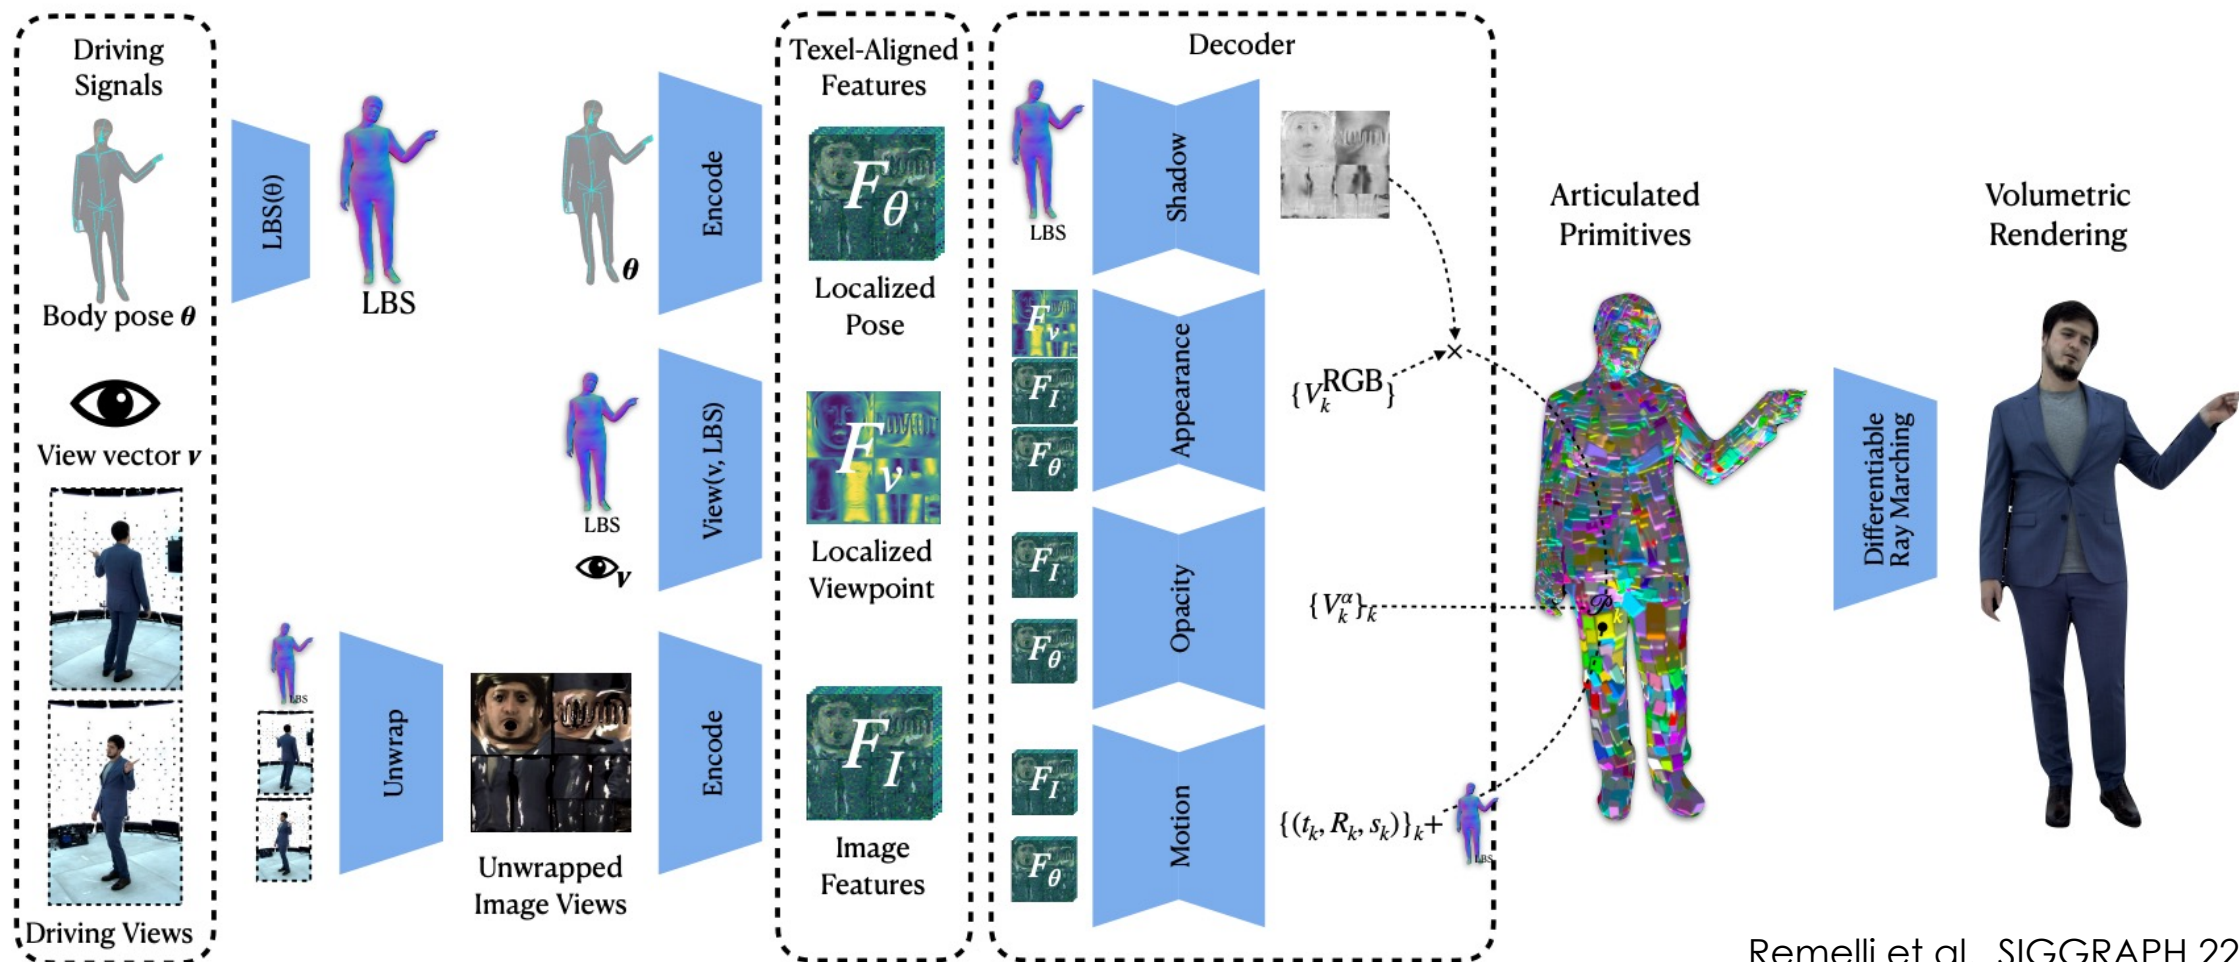 Driving
Signals
Body pose θ
View vector v
Driving Views
LBS(θ)
LBS
θ
Encode
LBS
v
View(v, LBS)
LBS
Unwrap
Unwrapped
Image Views
Encode
Texel-Aligned
Features
F_θ
Localized
Pose
F_v
Localized
Viewpoint
F_I
Image
Features
Decoder
LBS
Shadow
F_v
F_I
F_θ
Appearance
{V_k^RGB}
F_I
F_θ
Opacity
{V_k^α}_k
F_I
F_θ
Motion
{(t_k, R_k, s_k)}_k+
LBS
Articulated
Primitives
𝒫_k
Differentiable
Ray Marching
Volumetric
Rendering
Remelli et al., SIGGRAPH 22